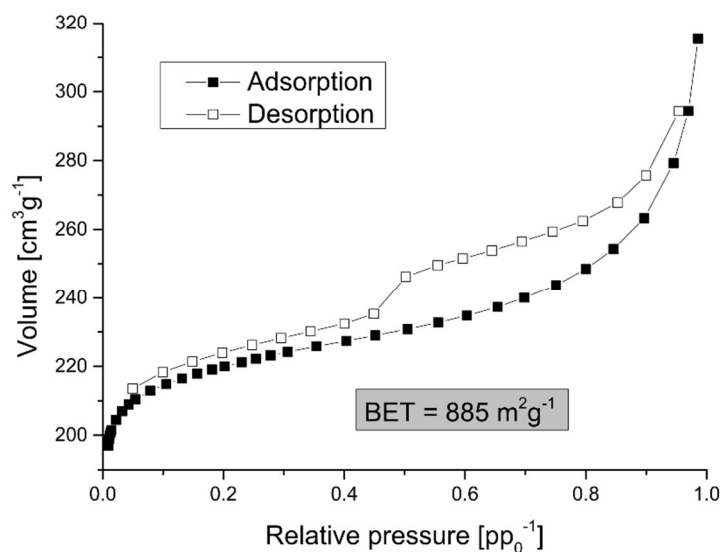 320
300
280
260
240
220
200
Volume [cm³g⁻¹]
Adsorption
Desorption
BET = 885 m²g⁻¹
0.0 0.2 0.4 0.6 0.8 1.0
Relative pressure [pp₀⁻¹]